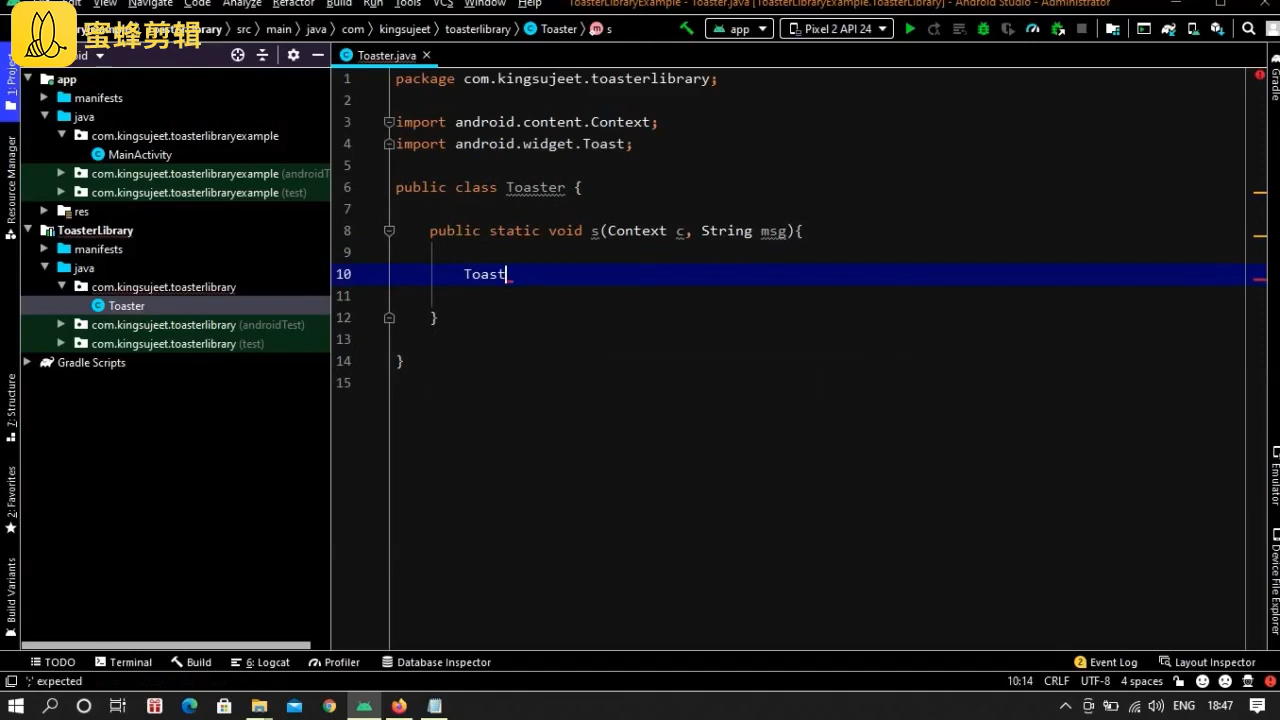 File Edit View Navigate Code Analyze Refactor Build Run Tools VCS Window Help ToasterLibraryExample - Toaster.java [ToasterLibraryExample.ToasterLibrary] - Android Studio - Administrator
蜜蜂剪辑
Library src main java com kingsujeet toasterlibrary Toaster s app Pixel 2 API 24
Toaster.java
1: Project
Resource Manager
Z: Structure
2: Favorites
Build Variants
app
manifests
java
com.kingsujeet.toasterlibraryexample
MainActivity
com.kingsujeet.toasterlibraryexample (androidT
com.kingsujeet.toasterlibraryexample (test)
res
ToasterLibrary
manifests
java
com.kingsujeet.toasterlibrary
Toaster
com.kingsujeet.toasterlibrary (androidTest)
com.kingsujeet.toasterlibrary (test)
Gradle Scripts
1 package com.kingsujeet.toasterlibrary;
2
3 import android.content.Context;
4 import android.widget.Toast;
5
6 public class Toaster {
7
8 public static void s(Context c, String msg){
9
10 Toast
11
12 }
13
14 }
15
Gradle
Emulator
Device File Explorer
TODO Terminal Build 6: Logcat Profiler Database Inspector 2 Event Log Layout Inspector
';' expected 10:14 CRLF UTF-8 4 spaces
ENG 18:47